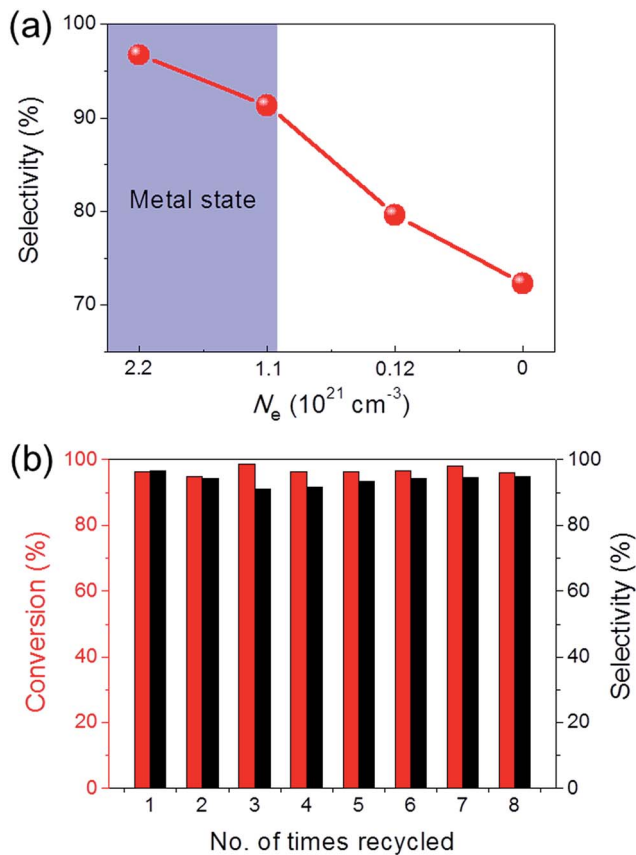 (a)
100
90
80
70
Selectivity (%)
Metal state
2.2 1.1 0.12 0
Nₑ (10²¹ cm⁻³)
(b)
100 100
80 80
60 60
40 40
20 20
0 0
Conversion (%)
Selectivity (%)
1 2 3 4 5 6 7 8
No. of times recycled